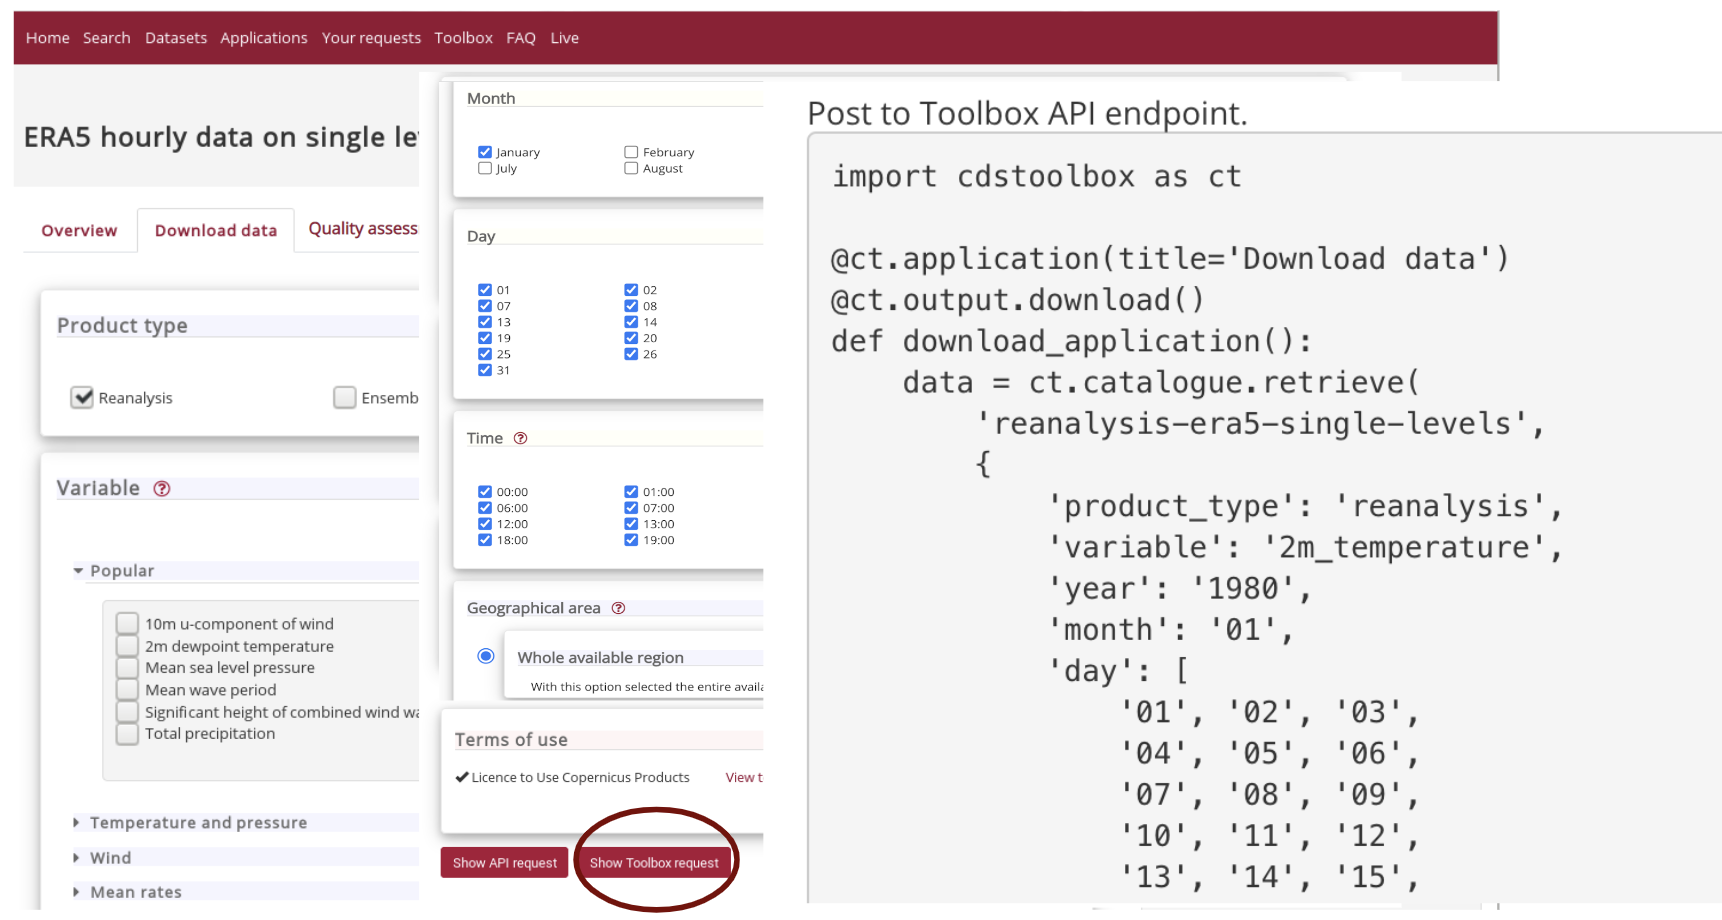 Home Search Datasets Applications Your requests Toolbox FAQ Live
ERA5 hourly data on single
Overview Download data Quality assess
Product type
Reanalysis Ensemb
Variable ?
Popular
10m u-component of wind
2m dewpoint temperature
Mean sea level pressure
Mean wave period
Significant height of combined wind
Total precipitation
Temperature and pressure
Wind
Mean rates
Month
January February
July August
Day
01 02
07 08
13 14
19 20
25 26
31
Time ?
00:00 01:00
06:00 07:00
12:00 13:00
18:00 19:00
Geographical area ?
Whole available region
With this option selected the entire
Terms of use
Licence to Use Copernicus Products View
Show API request Show Toolbox request
Post to Toolbox API endpoint.
import cdstoolbox as ct
@ct.application(title='Download data')
@ct.output.download()
def download_application():
data = ct.catalogue.retrieve(
'reanalysis-era5-single-levels',
{
'product_type': 'reanalysis',
'variable': '2m_temperature',
'year': '1980',
'month': '01',
'day': [
'01', '02', '03',
'04', '05', '06',
'07', '08', '09',
'10', '11', '12',
'13', '14', '15',